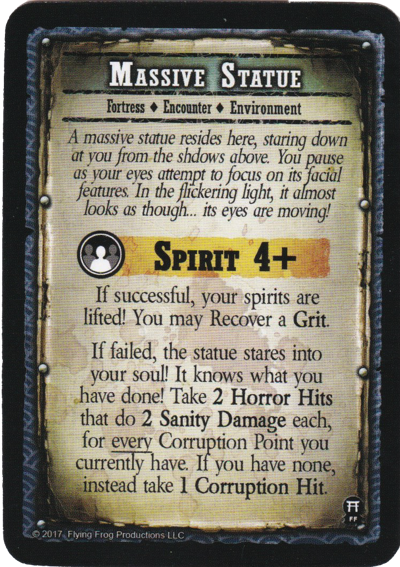 MASSIVE STATUE
Fortress ◆ Encounter ◆ Environment
A massive statue resides here, staring down
at you from the shdows above. You pause
as your eyes attempt to focus on its facial
features. In the flickering light, it almost
looks as though... its eyes are moving!
SPIRIT 4+
If successful, your spirits are
lifted! You may Recover a Grit.
If failed, the statue stares into
your soul! It knows what you
have done! Take 2 Horror Hits
that do 2 Sanity Damage each,
for every Corruption Point you
currently have. If you have none,
instead take 1 Corruption Hit.
© 2017 Flying Frog Productions LLC